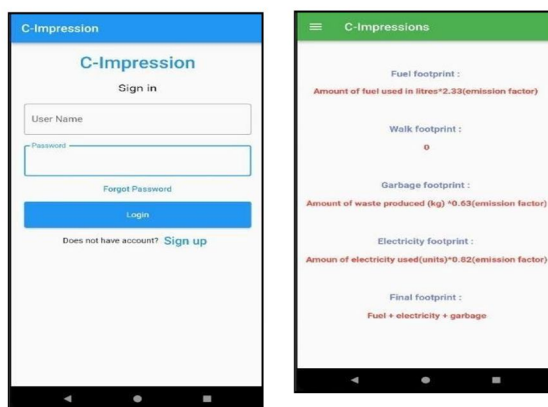 C-Impression
C-Impression
Sign in
User Name
Password
Forgot Password
Login
Does not have account? Sign up
C-Impressions
Fuel footprint :
Amount of fuel used in litres*2.33(emission factor)
Walk footprint :
0
Garbage footprint :
Amount of waste produced (kg) *0.63(emission factor)
Electricity footprint :
Amoun of electricity used(units)*0.82(emission factor)
Final footprint :
Fuel + electricity + garbage